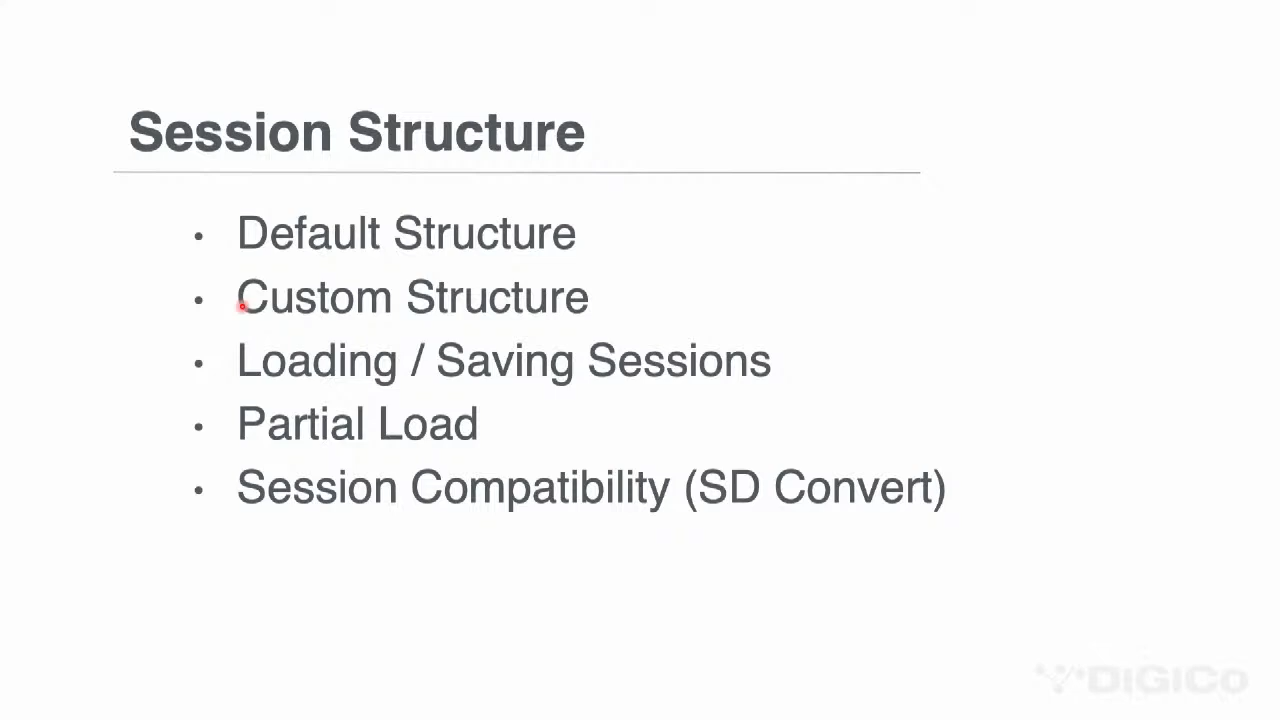 Session Structure
• Default Structure
• Custom Structure
• Loading / Saving Sessions
• Partial Load
• Session Compatibility (SD Convert)
DiGiCo